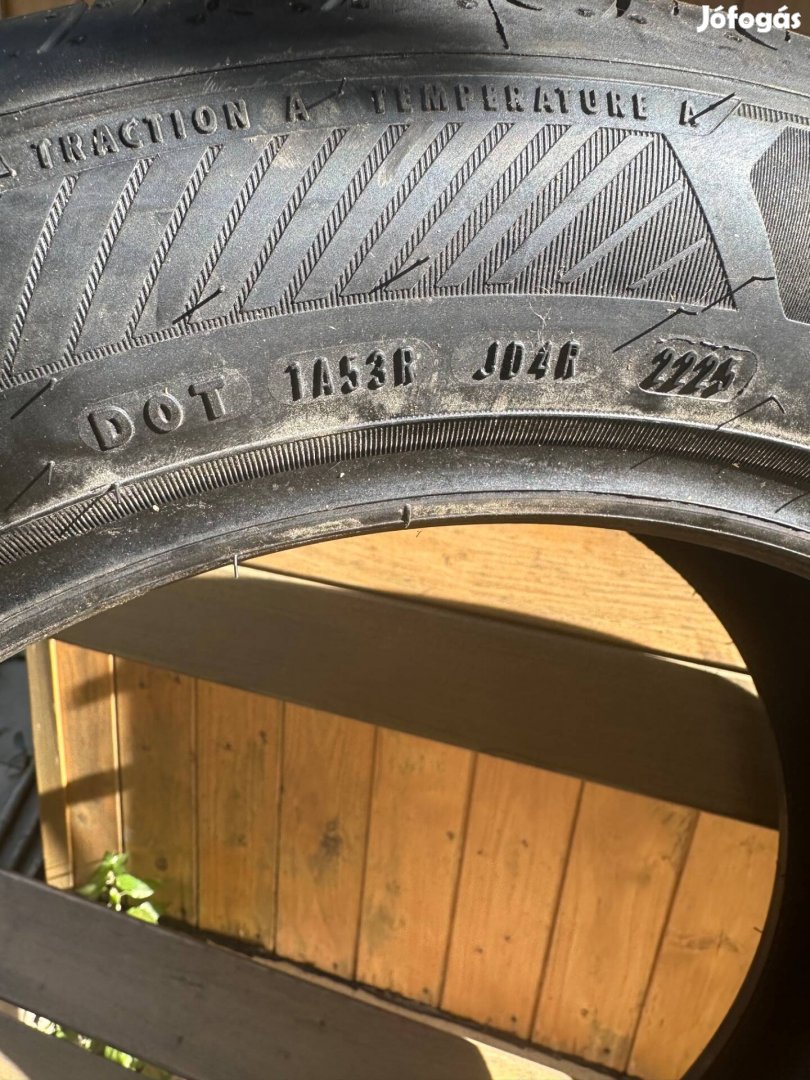 Jófogás
TRACTION A TEMPERATURE A
DOT 1A53R JD4R 2225